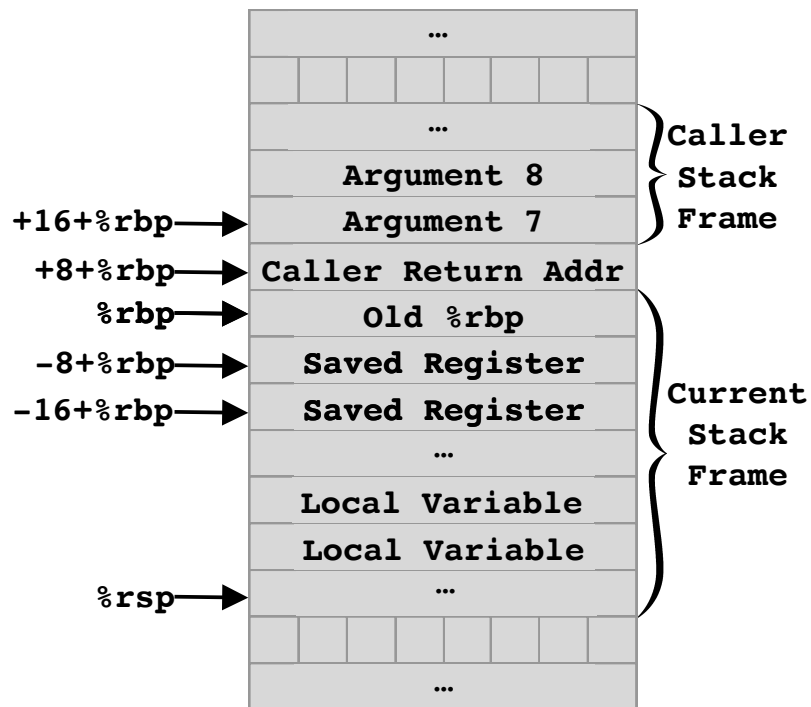 …
…
Caller
Stack
Frame
Argument 8
+16+%rbp
Argument 7
+8+%rbp
Caller Return Addr
%rbp
Old %rbp
-8+%rbp
Saved Register
-16+%rbp
Saved Register
Current
Stack
Frame
…
Local Variable
Local Variable
%rsp
…
…